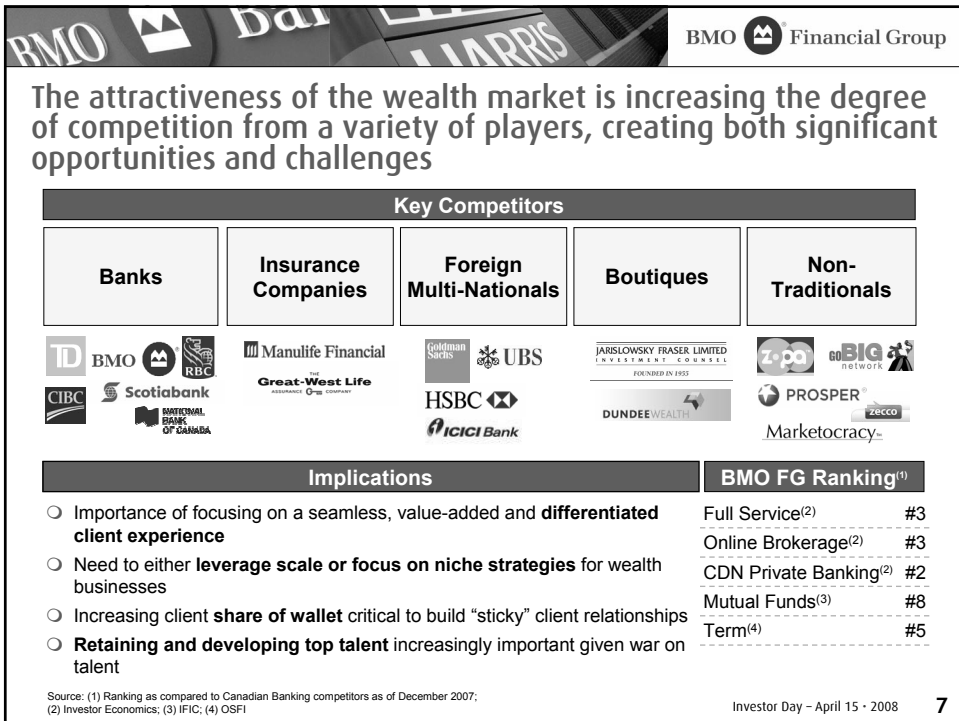 BMO
Ban
HARRIS
BMO Financial Group
The attractiveness of the wealth market is increasing the degree
of competition from a variety of players, creating both significant
opportunities and challenges
Key Competitors
Banks
Insurance
Companies
Foreign
Multi-Nationals
Boutiques
Non-
Traditionals
TD BMO RBC
CIBC Scotiabank
NATIONAL
BANK
OF CANADA
Manulife Financial
THE
Great-West Life
ASSURANCE COMPANY
Goldman
Sachs
UBS
HSBC
ICICI Bank
JARISLOWSKY FRASER LIMITED
INVESTMENT COUNSEL
FOUNDED IN 1955
DUNDEEWEALTH
zopa
GOBIG
network
PROSPER
zecco
Marketocracy
Implications
○ Importance of focusing on a seamless, value-added and differentiated
client experience
○ Need to either leverage scale or focus on niche strategies for wealth
businesses
○ Increasing client share of wallet critical to build “sticky” client relationships
○ Retaining and developing top talent increasingly important given war on
talent
BMO FG Ranking(1)
Full Service(2) #3
Online Brokerage(2) #3
CDN Private Banking(2) #2
Mutual Funds(3) #8
Term(4) #5
Source: (1) Ranking as compared to Canadian Banking competitors as of December 2007;
(2) Investor Economics; (3) IFIC; (4) OSFI
Investor Day – April 15 • 2008 7